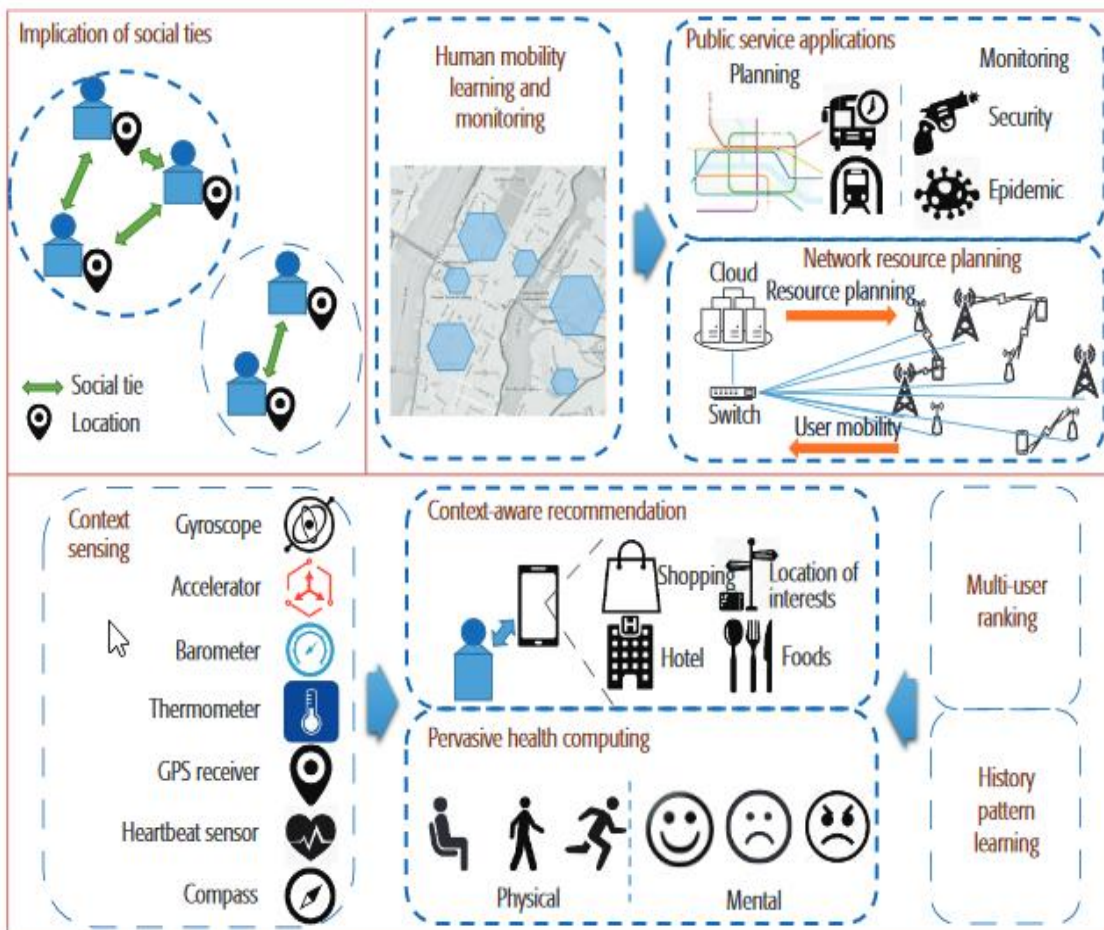 Implication of social ties
Social tie
Location
Human mobility
learning and
monitoring
Public service applications
Planning
Monitoring
Security
Epidemic
Network resource planning
Cloud
Resource planning
Switch
User mobility
Context
sensing
Gyroscope
Accelerator
Barometer
Thermometer
GPS receiver
Heartbeat sensor
Compass
Context-aware recommendation
Shopping
Location of
interests
Hotel
H
Foods
Pervasive health computing
Physical
Mental
Multi-user
ranking
History
pattern
learning